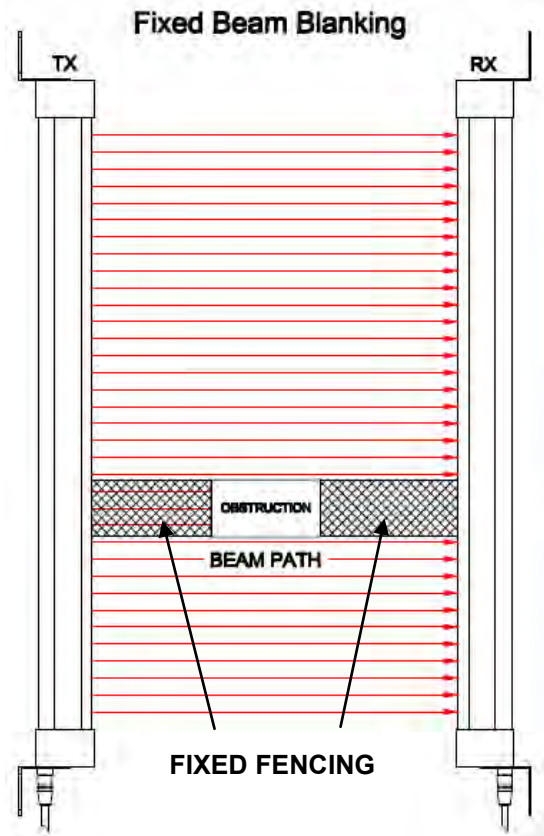 Fixed Beam Blanking
TX
RX
OBSTRUCTION
BEAM PATH
FIXED FENCING